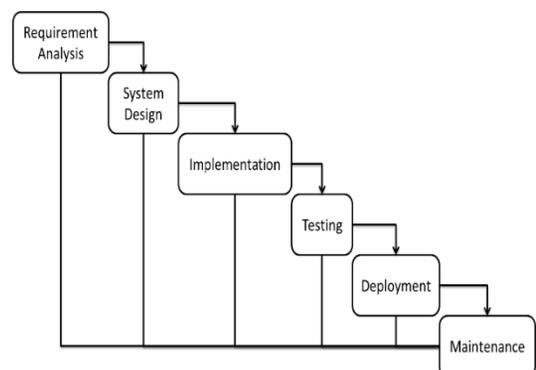 Requirement
Analysis
System
Design
Implementation
Testing
Deployment
Maintenance